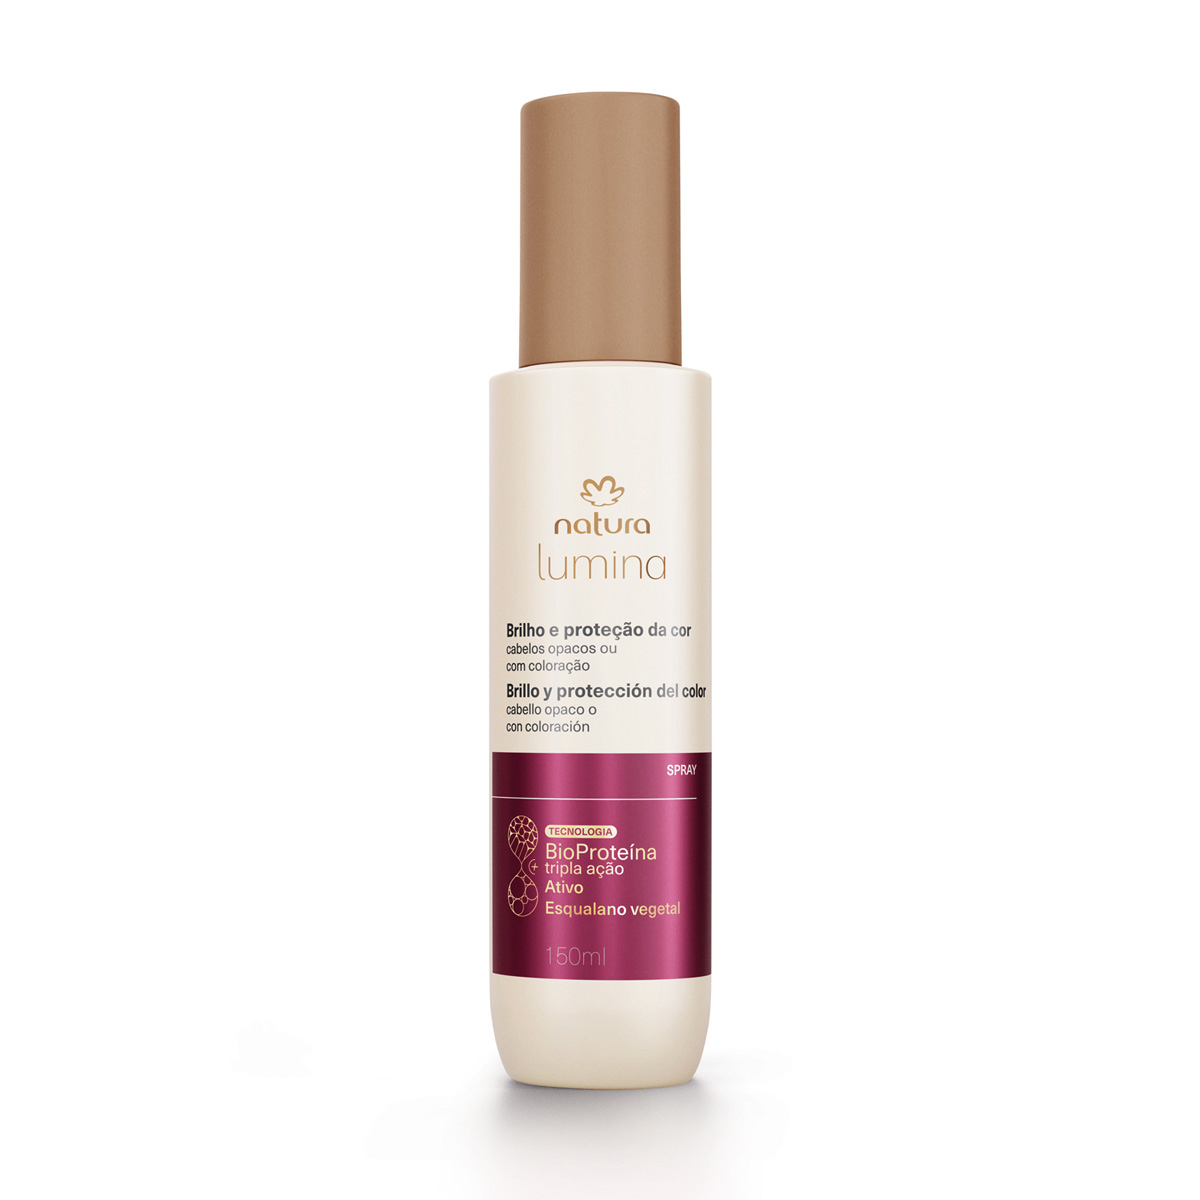 natura
lumina
Brilho e proteção da cor
cabelos opacos ou
com coloração
Brillo y protección del color
cabello opaco o
con coloración
SPRAY
TECNOLOGIA
BioProteína
+ tripla ação
Ativo
Esqualano vegetal
150ml